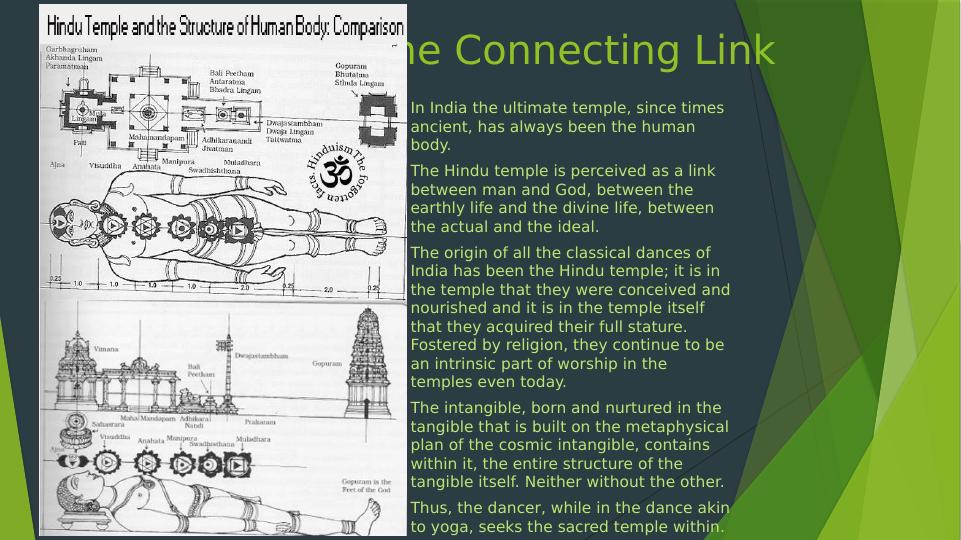 Hindu Temple and the Structure of Human Body: Comparison
he Connecting Link
Garbhagruham
Akhanda Lingam
Paramatman
Bali Peetham
Antaratma
Bhadra Lingam
Gopuram
Bhutatma
Sthula Lingam
Mula
Lingam
Dwajastambham
Dwaja Lingam
Tattwatma
Pati
Mahamandapam
Adhikaranandi
Jivatman
Ajna
Visuddha
Anahata
Manipura
Swadhishthana
Muladhara
Hinduism The forgotten facts.
ॐ
0.25
1.0
1.0
1.0
2.0
2.0
0.25
Vimana
Dwajastambham
Gopuram
Bali
Peetham
Maha Mandapam
Adhikara
Nandi
Prakaram
Sahasrara
Visuddha
Anahata
Manipura
Swadhisthana
Muladhara
Ajna
Gopuram is the
Feet of the God
In India the ultimate temple, since times
ancient, has always been the human
body.
The Hindu temple is perceived as a link
between man and God, between the
earthly life and the divine life, between
the actual and the ideal.
The origin of all the classical dances of
India has been the Hindu temple; it is in
the temple that they were conceived and
nourished and it is in the temple itself
that they acquired their full stature.
Fostered by religion, they continue to be
an intrinsic part of worship in the
temples even today.
The intangible, born and nurtured in the
tangible that is built on the metaphysical
plan of the cosmic intangible, contains
within it, the entire structure of the
tangible itself. Neither without the other.
Thus, the dancer, while in the dance akin
to yoga, seeks the sacred temple within.